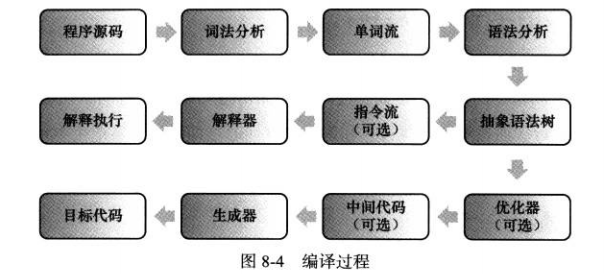 程序源码
词法分析
单词流
语法分析
解释执行
解释器
指令流
（可选）
抽象语法树
目标代码
生成器
中间代码
（可选）
优化器
（可选）
图 8-4 编译过程